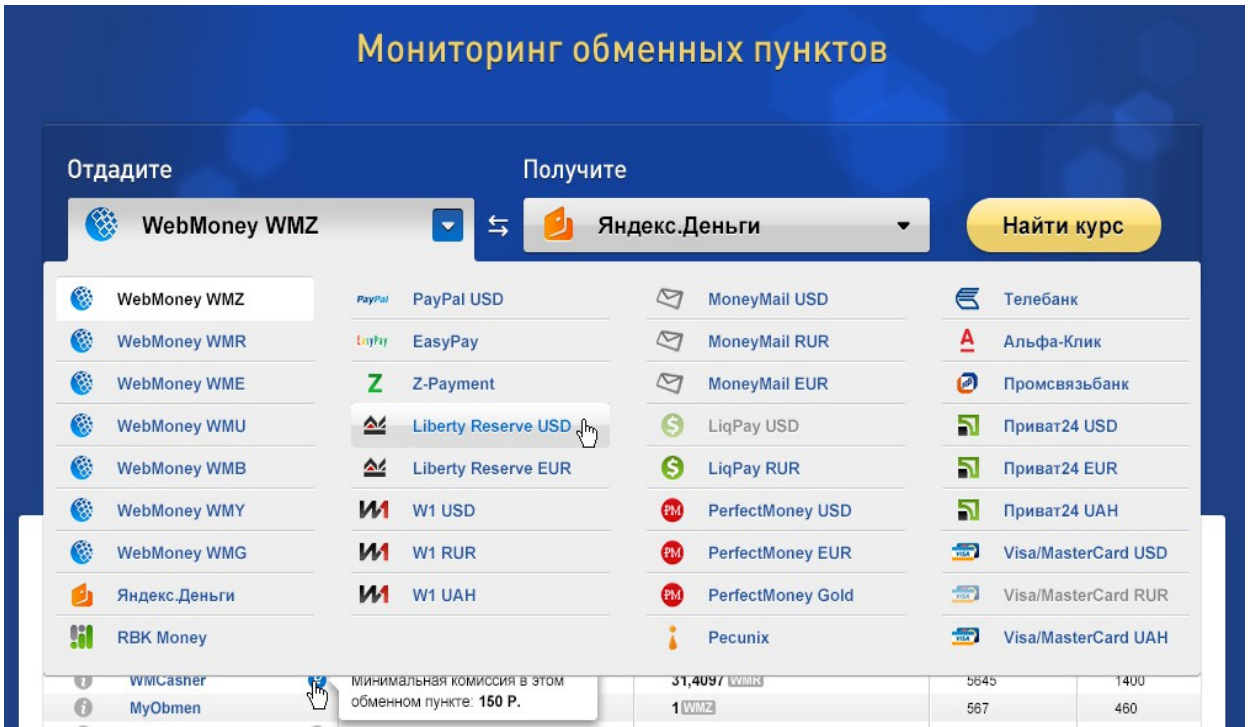 Мониторинг обменных пунктов
Отдадите
Получите
WebMoney WMZ
Яндекс.Деньги
Найти курс
WebMoney WMZ
PayPal PayPal USD
MoneyMail USD
Телебанк
WebMoney WMR
EasyPay EasyPay
MoneyMail RUR
Альфа-Клик
WebMoney WME
Z-Payment
MoneyMail EUR
Промсвязьбанк
WebMoney WMU
Liberty Reserve USD
LiqPay USD
Приват24 USD
WebMoney WMB
Liberty Reserve EUR
LiqPay RUR
Приват24 EUR
WebMoney WMY
W1 USD
PM PerfectMoney USD
Приват24 UAH
WebMoney WMG
W1 RUR
PM PerfectMoney EUR
VISA Visa/MasterCard USD
Яндекс.Деньги
W1 UAH
PM PerfectMoney Gold
VISA Visa/MasterCard RUR
RBK Money
Pecunix
VISA Visa/MasterCard UAH
WMCasher
Минимальная комиссия в этом
обменном пункте: 150 Р.
31,4097 WMR
5645
1400
MyObmen
1 WMZ
567
460